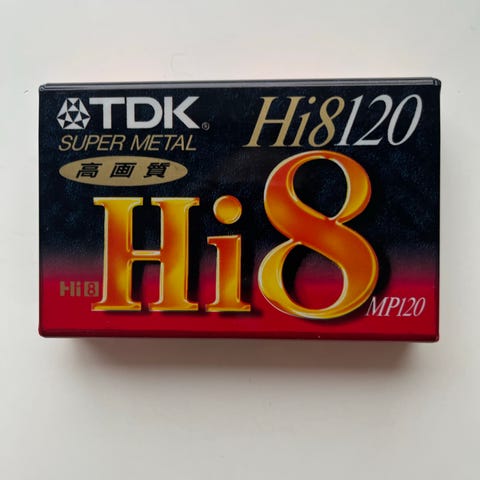 TDK® Hi8120
SUPER METAL
高画質
Hi8
Hi8
MP120